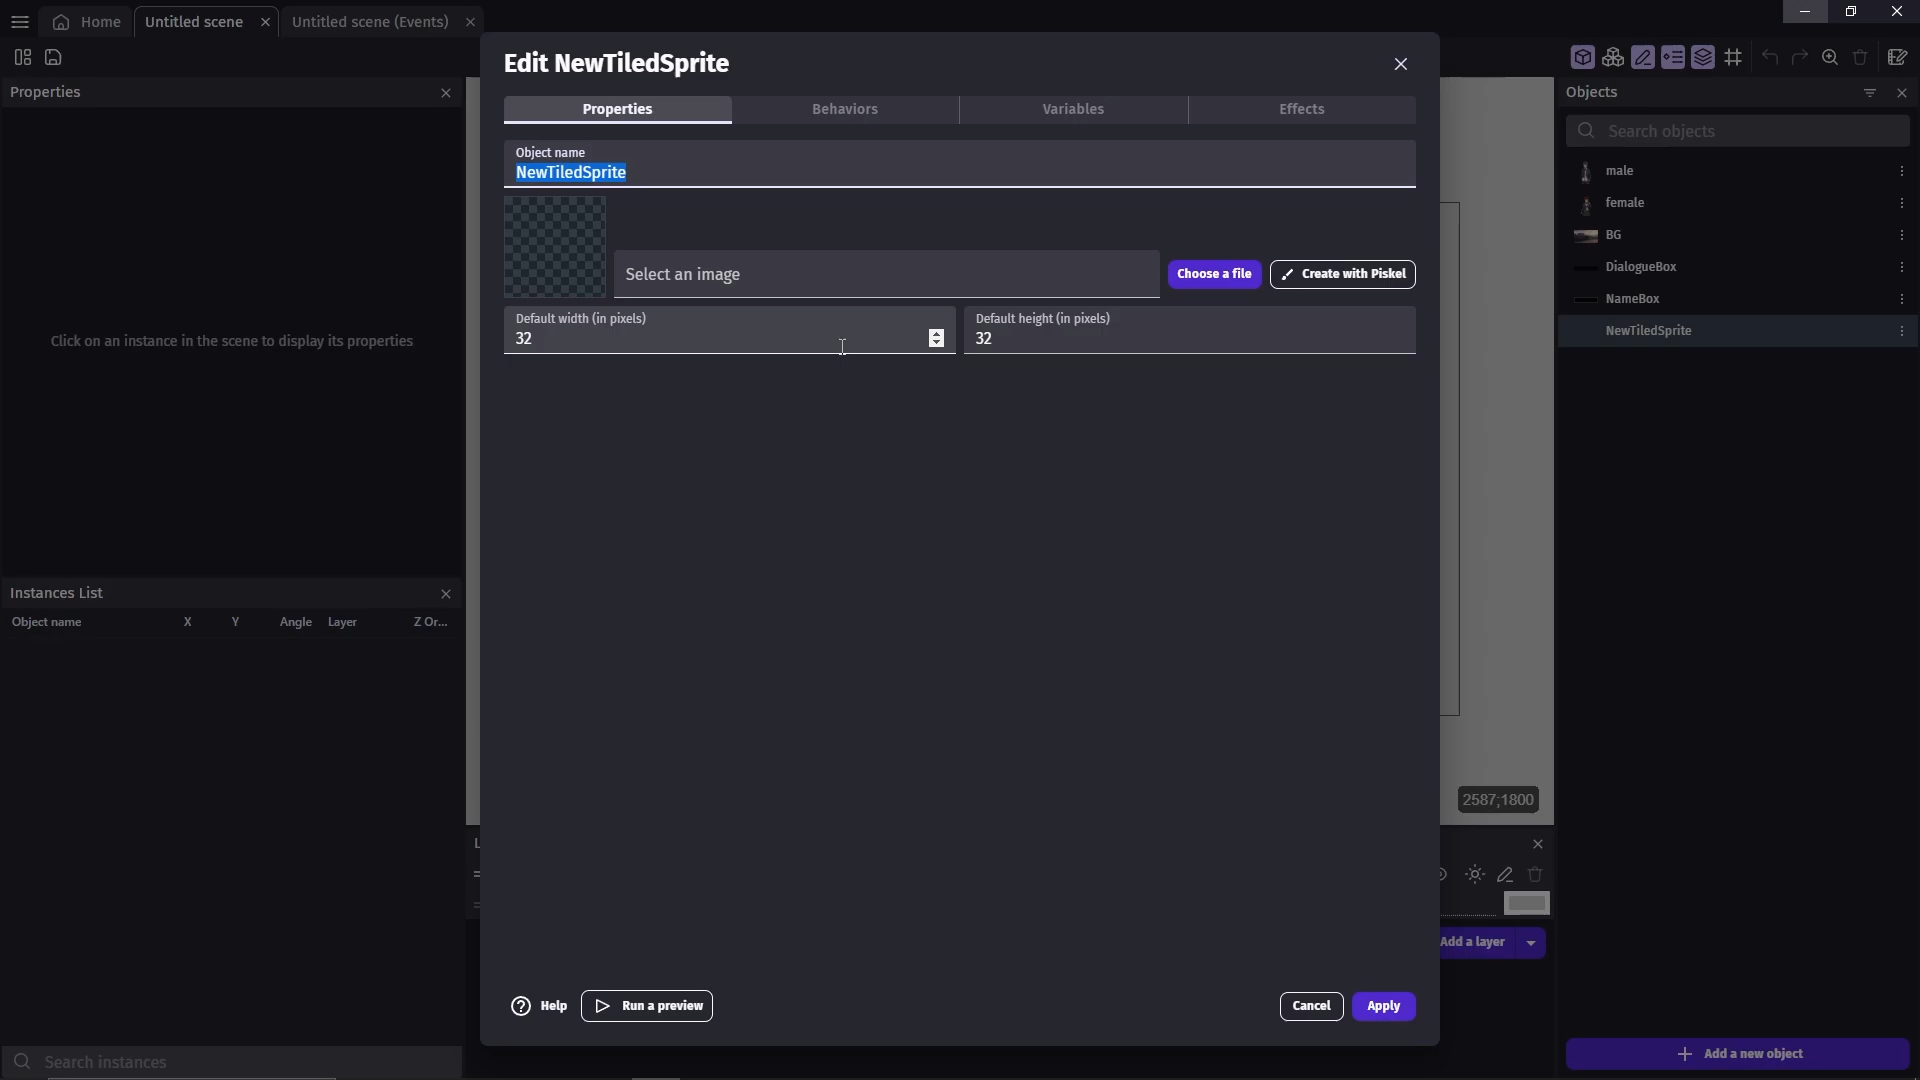 Home
Untitled scene
Untitled scene (Events)
Properties
Click on an instance in the scene to display its properties
Instances List
Object name X Y Angle Layer Z Or...
Search instances
Edit NewTiledSprite
Properties
Behaviors
Variables
Effects
Object name
NewTiledSprite
Select an image
Choose a file
Create with Piskel
Default width (in pixels)
32
Default height (in pixels)
32
Help
Run a preview
Cancel
Apply
2587;1800
Add a layer
Objects
Search objects
male
female
BG
DialogueBox
NameBox
NewTiledSprite
Add a new object